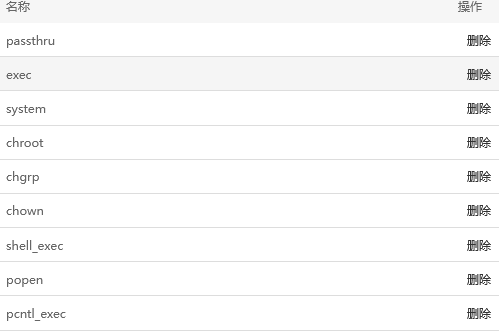 名称 操作
passthru 删除
exec 删除
system 删除
chroot 删除
chgrp 删除
chown 删除
shell_exec 删除
popen 删除
pcntl_exec 删除